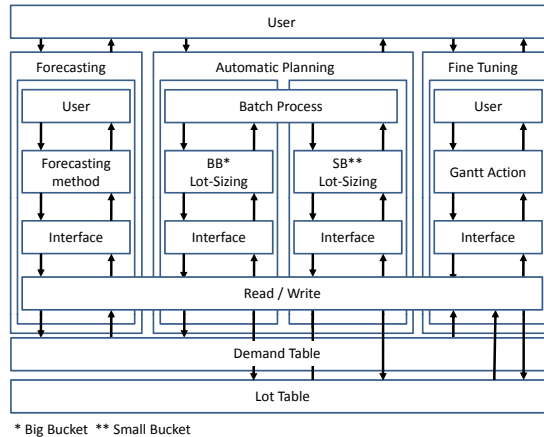 User
Forecasting
Automatic Planning
Fine Tuning
User
Batch Process
User
Forecasting
method
BB*
Lot-Sizing
SB**
Lot-Sizing
Gantt Action
Interface
Interface
Interface
Interface
Read / Write
Demand Table
Lot Table
* Big Bucket ** Small Bucket